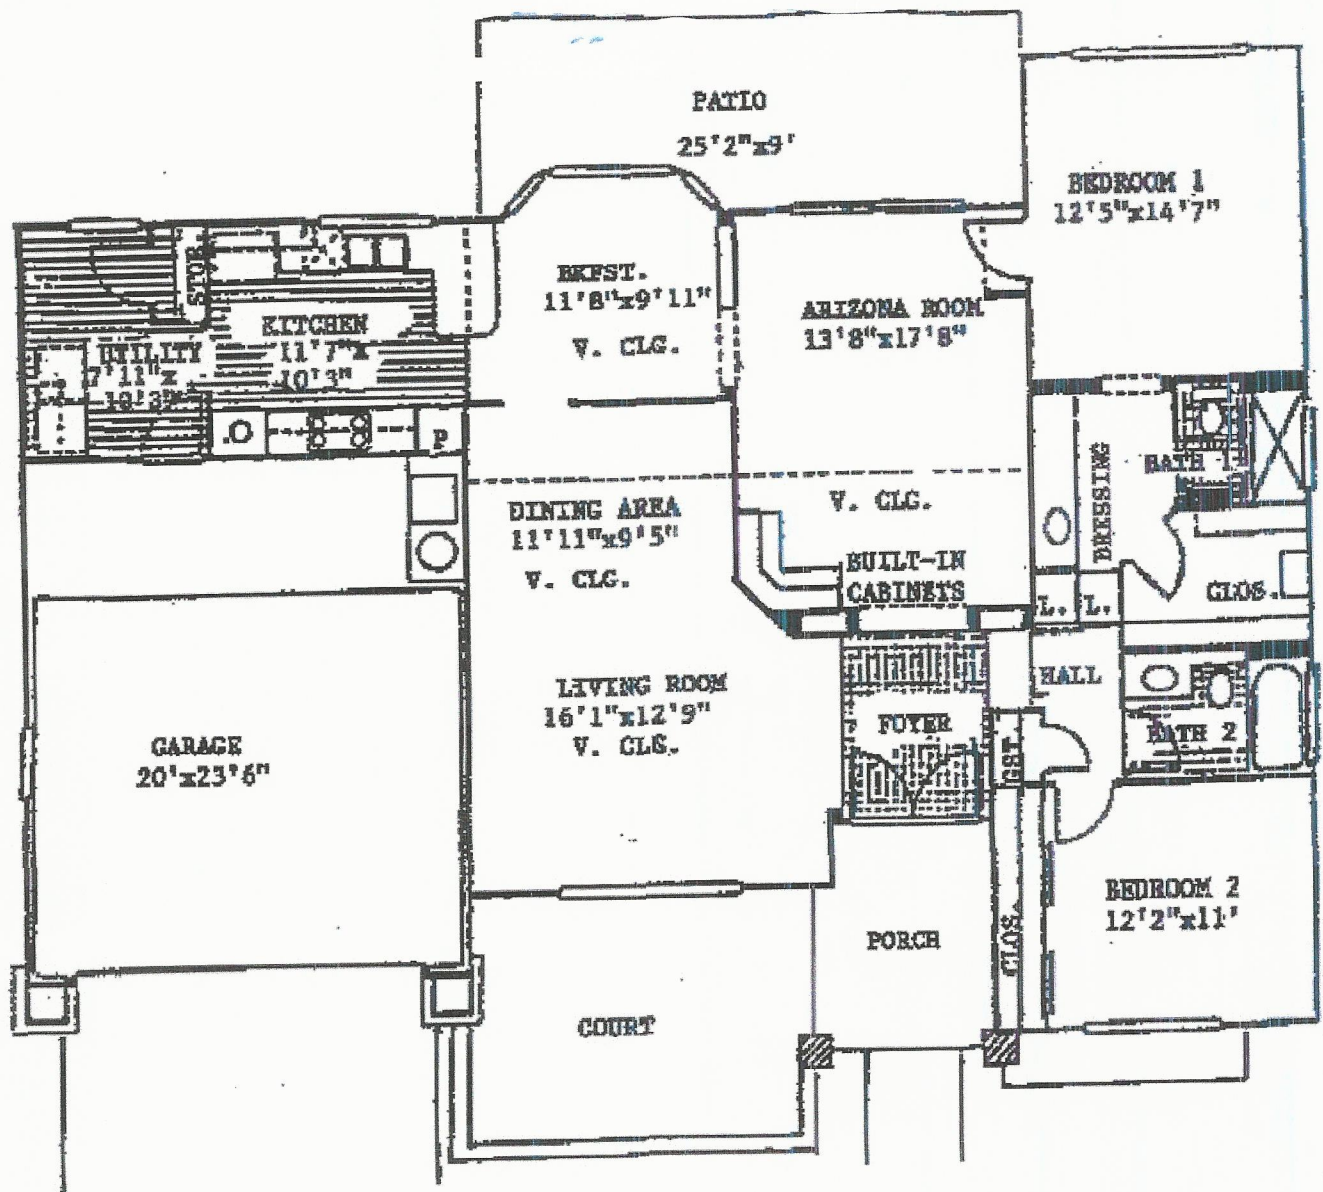 PATIO
25'2"x9'
BEDROOM 1
12'5"x14'7"
STOR.
BKFST.
11'8"x9'11"
V. CLG.
ARIZONA ROOM
13'8"x17'8"
KITCHEN
11'7"x
10'3"
UTILITY
7'11"x
10'3"
P
DINING AREA
11'11"x9'5"
V. CLG.
V. CLG.
BUILT-IN
CABINETS
DRESSING
BATH 1
L.
L.
CLOS.
LIVING ROOM
16'1"x12'9"
V. CLG.
HALL
FOYER
GST.
BATH 2
GARAGE
20'x23'6"
BEDROOM 2
12'2"x11'
CLOS.
PORCH
COURT